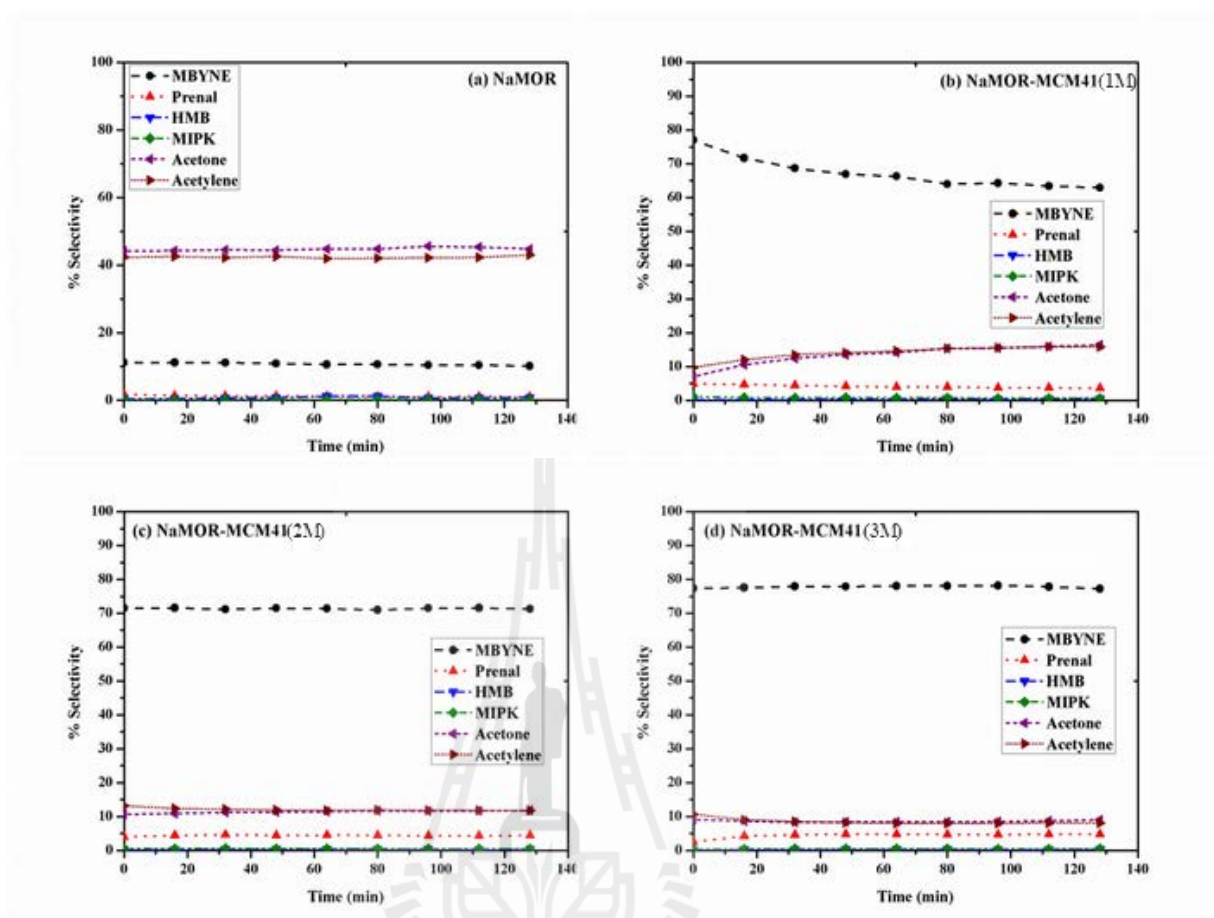 (a) NaMOR
MBYNE
Prenal
HMB
MIPK
Acetone
Acetylene
100
80
60
40
20
0
% Selectivity
0 20 40 60 80 100 120 140
Time (min)
(b) NaMOR-MCM41(1M)
100
90
80
70
60
50
40
30
20
10
0
% Selectivity
MBYNE
Prenal
HMB
MIPK
Acetone
Acetylene
0 20 40 60 80 100 120 140
Time (min)
(c) NaMOR-MCM41(2M)
100
90
80
70
60
50
40
30
20
10
0
% Selectivity
MBYNE
Prenal
HMB
MIPK
Acetone
Acetylene
0 20 40 60 80 100 120 140
Time (min)
(d) NaMOR-MCM41(3M)
100
90
80
70
60
50
40
30
20
10
0
% Selectivity
MBYNE
Prenal
HMB
MIPK
Acetone
Acetylene
0 20 40 60 80 100 120 140
Time (min)